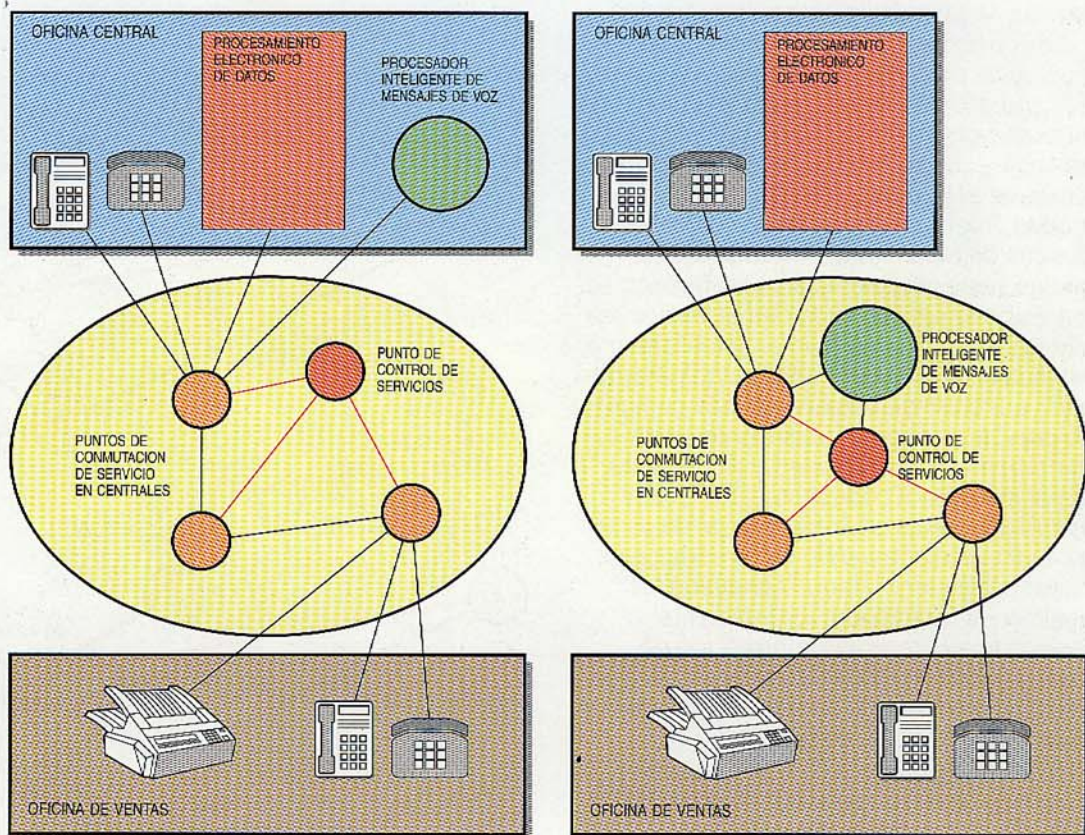 OFICINA CENTRAL
PROCESAMIENTO
ELECTRONICO
DE DATOS
PROCESADOR
INTELIGENTE DE
MENSAJES DE VOZ
PUNTO DE
CONTROL DE
SERVICIOS
PUNTOS DE
CONMUTACION
DE SERVICIO
EN CENTRALES
OFICINA DE VENTAS
OFICINA CENTRAL
PROCESAMIENTO
ELECTRONICO
DE DATOS
PROCESADOR
INTELIGENTE
DE MENSAJES
DE VOZ
PUNTOS DE
CONMUTACION
DE SERVICIO
EN CENTRALES
PUNTO DE
CONTROL DE
SERVICIOS
OFICINA DE VENTAS